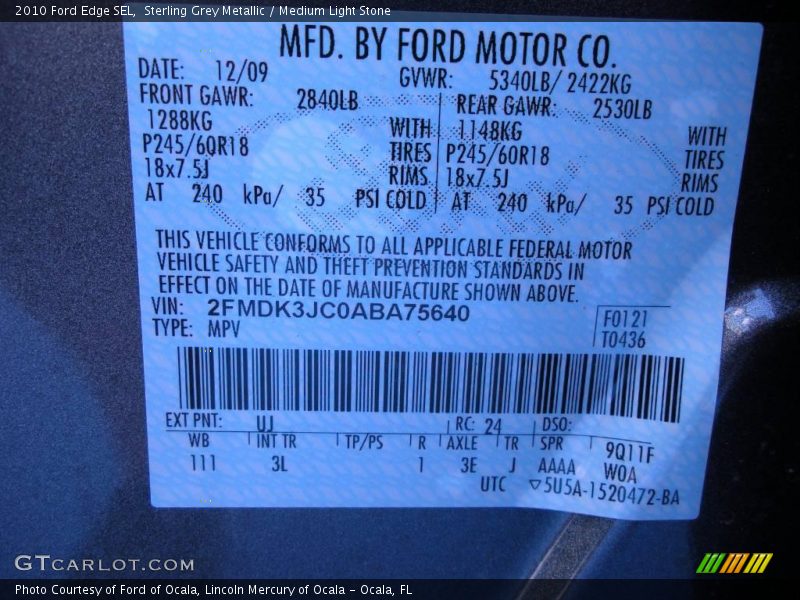 2010 Ford Edge SEL, Sterling Grey Metallic / Medium Light Stone
MFD. BY FORD MOTOR CO.
DATE: 12/09 GVWR: 5340LB/ 2422KG
FRONT GAWR: 2840LB REAR GAWR: 2530LB
1288KG WITH 1148KG WITH
P245/60R18 TIRES P245/60R18 TIRES
18x7.5J RIMS 18x7.5J RIMS
AT 240 kPa/ 35 PSI COLD AT 240 kPa/ 35 PSI COLD
THIS VEHICLE CONFORMS TO ALL APPLICABLE FEDERAL MOTOR
VEHICLE SAFETY AND THEFT PREVENTION STANDARDS IN
EFFECT ON THE DATE OF MANUFACTURE SHOWN ABOVE.
VIN: 2FMDK3JC0ABA75640 F0121
TYPE: MPV T0436
EXT PNT: UJ RC: 24 DSO:
WB INT TR TP/PS R AXLE TR SPR 9Q11F
111 3L 1 3E J AAAA WOA
UTC ▽5U5A-1520472-BA
GTCARLOT.COM
Photo Courtesy of Ford of Ocala, Lincoln Mercury of Ocala – Ocala, FL